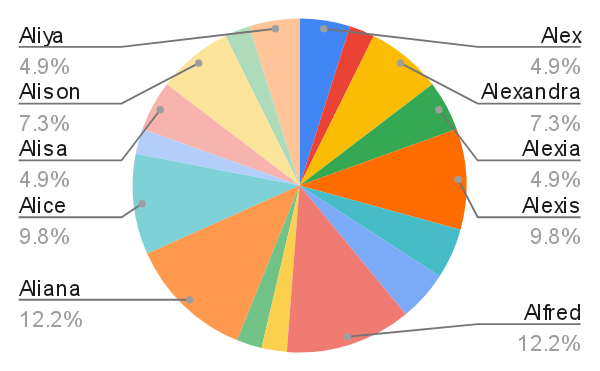 Aliya
4.9%
Alison
7.3%
Alisa
4.9%
Alice
9.8%
Aliana
12.2%
Alex
4.9%
Alexandra
7.3%
Alexia
4.9%
Alexis
9.8%
Alfred
12.2%